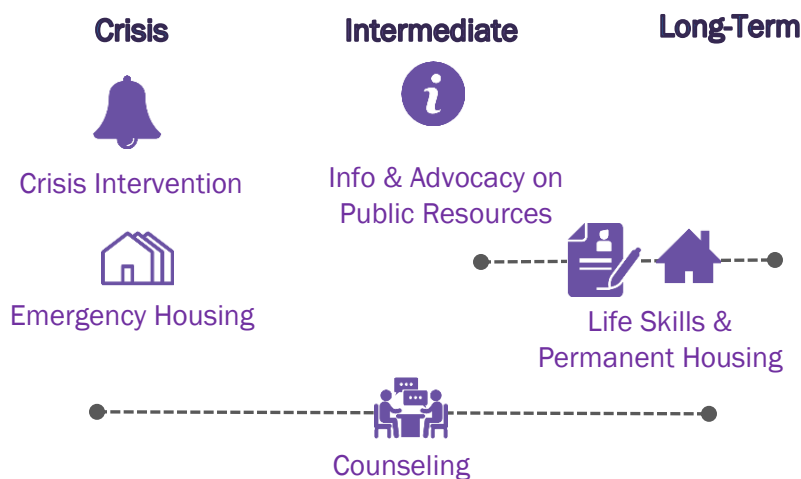 Crisis
Intermediate
Long-Term
Crisis Intervention
Info & Advocacy on
Public Resources
Emergency Housing
Life Skills &
Permanent Housing
Counseling